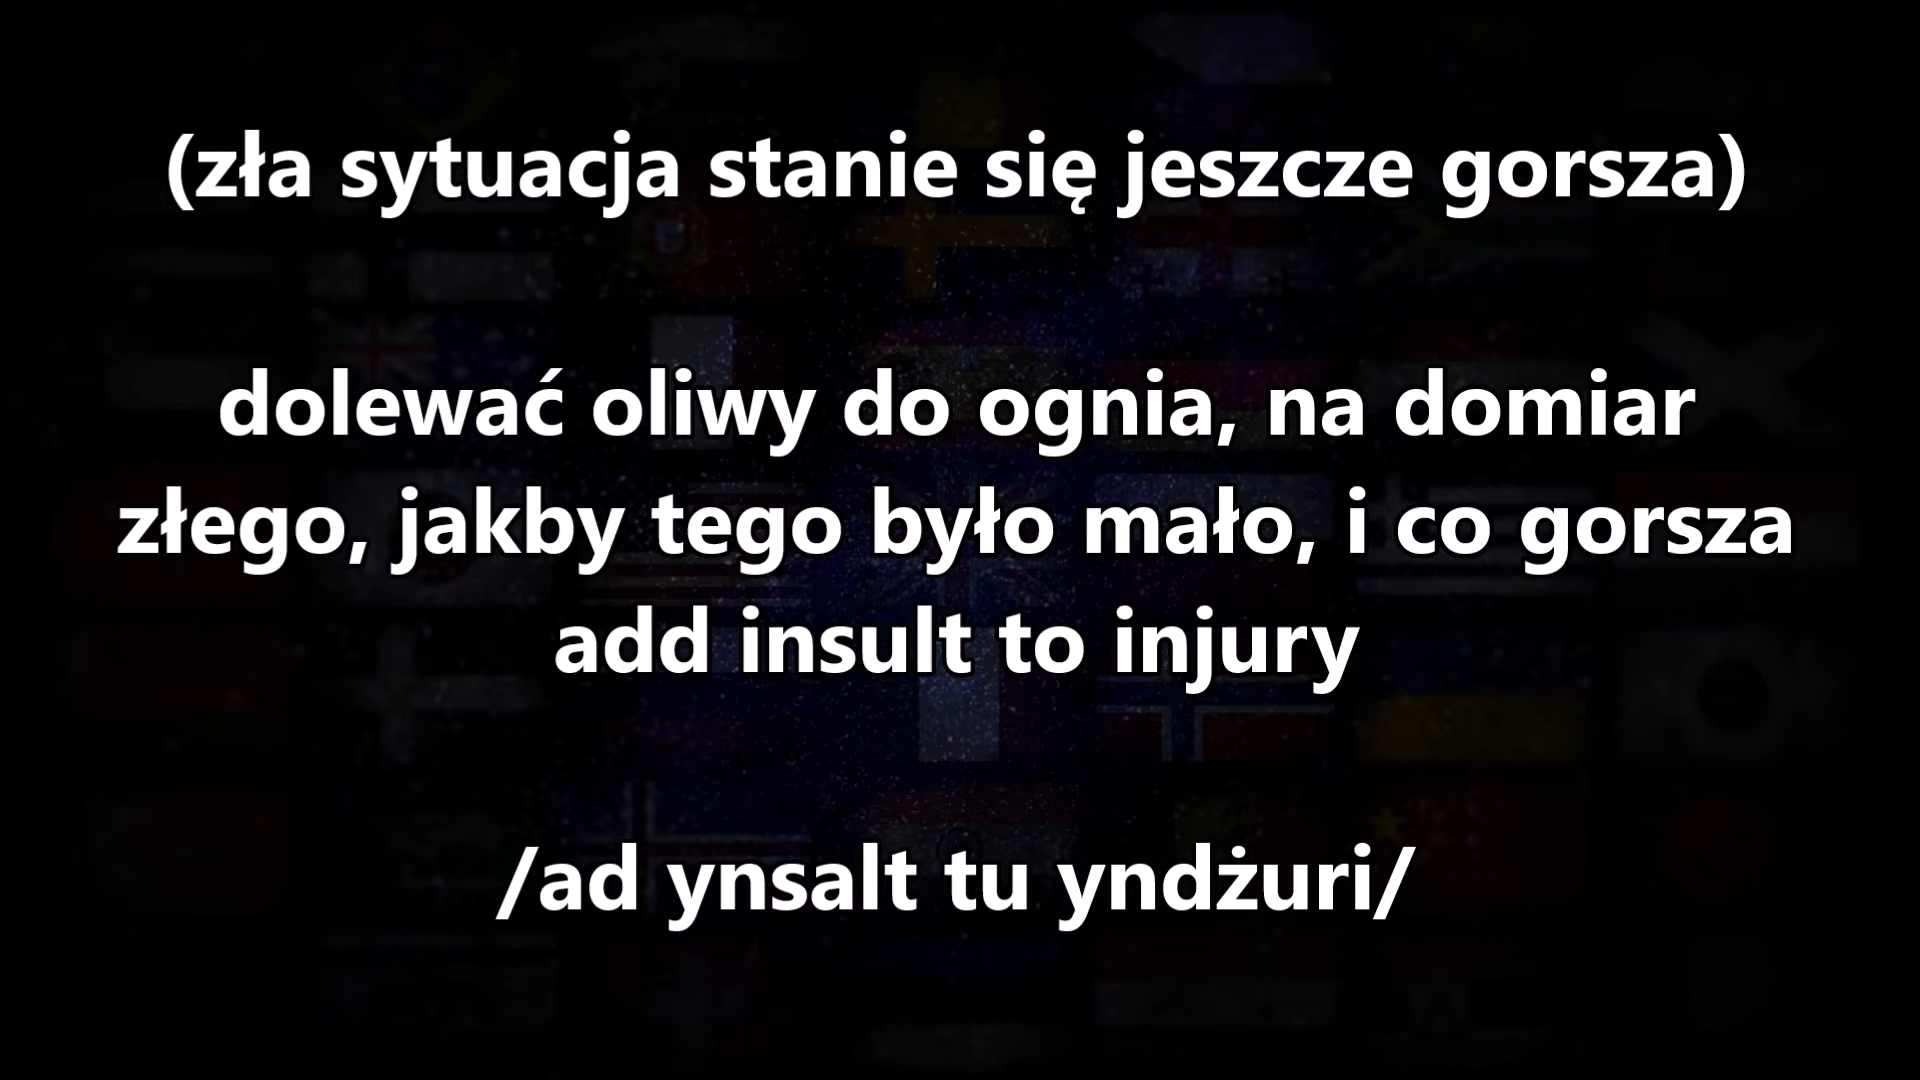 (zła sytuacja stanie się jeszcze gorsza)
dolewać oliwy do ognia, na domiar
złego, jakby tego było mało, i co gorsza
add insult to injury
/ad ynsalt tu yndżuri/